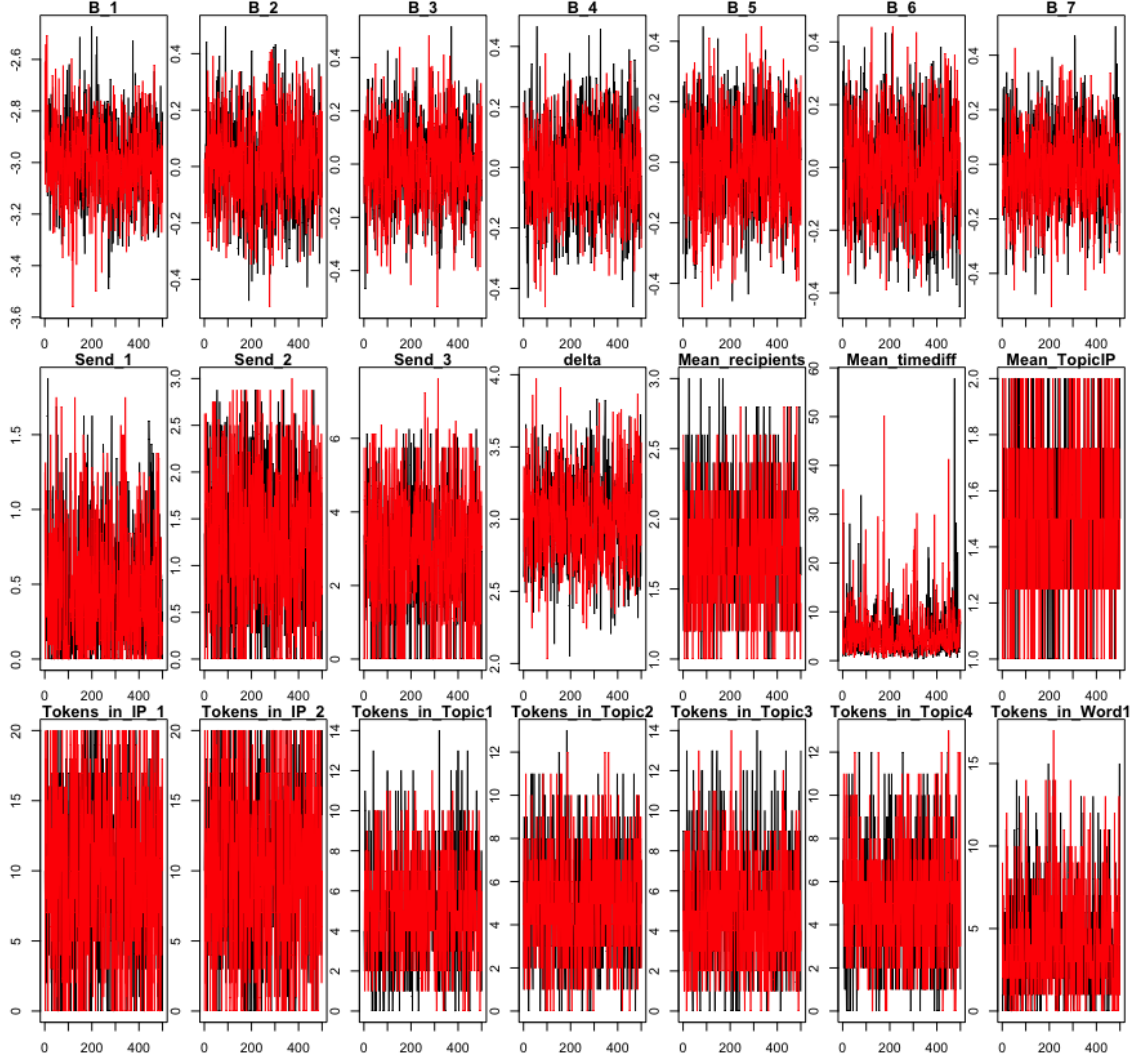 B_1 B_2 B_3 B_4 B_5 B_6 B_7
-3.6 -3.4 -3.2 -3.0 -2.8 -2.6
-0.4 -0.2 0.0 0.2 0.4
-0.4 -0.2 0.0 0.2 0.4
-0.4 -0.2 0.0 0.2 0.4
-0.4 -0.2 0.0 0.2 0.4
-0.4 -0.2 0.0 0.2 0.4
-0.4 -0.2 0.0 0.2 0.4
0 200 400 0 200 400 0 200 400 0 200 400 0 200 400 0 200 400 0 200 400
Send_1 Send_2 Send_3 delta Mean_recipients Mean_timediff Mean_TopicIP
0.0 0.5 1.0 1.5
0.0 0.5 1.0 1.5 2.0 2.5 3.0
0 2 4 6
2.0 2.5 3.0 3.5 4.0
1.0 1.5 2.0 2.5 3.0
0 10 20 30 40 50 60
1.0 1.2 1.4 1.6 1.8 2.0
0 200 400 0 200 400 0 200 400 0 200 400 0 200 400 0 200 400 0 200 400
Tokens_in_IP_1 Tokens_in_IP_2 Tokens_in_Topic1 Tokens_in_Topic2 Tokens_in_Topic3 Tokens_in_Topic4 Tokens_in_Word1
0 5 10 15 20
0 5 10 15 20
0 2 4 6 8 10 12 14
0 2 4 6 8 10 12
0 2 4 6 8 10 12 14
0 2 4 6 8 10 12
0 5 10 15
0 200 400 0 200 400 0 200 400 0 200 400 0 200 400 0 200 400 0 200 400